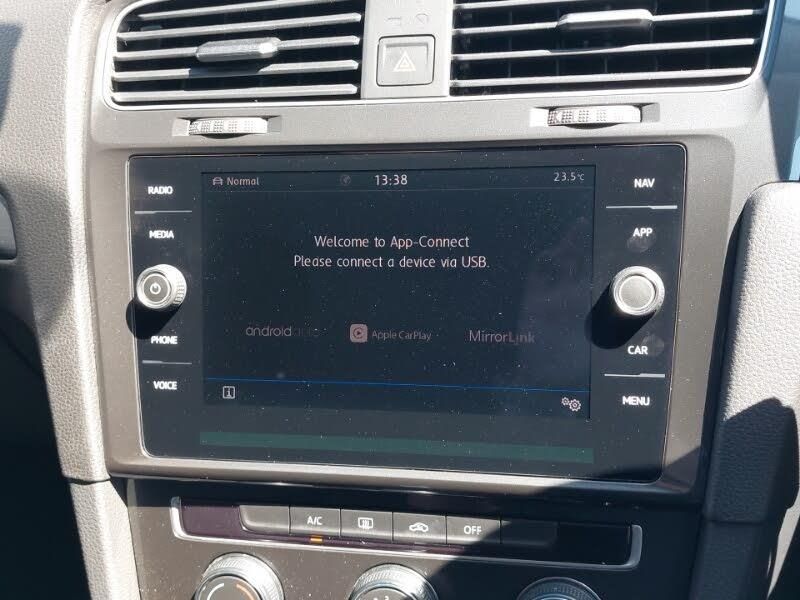 RADIO
MEDIA
PHONE
VOICE
Normal 13:38 23.5°C
Welcome to App-Connect
Please connect a device via USB.
androidauto Apple CarPlay MirrorLink
i
NAV
APP
CAR
MENU
A/C OFF